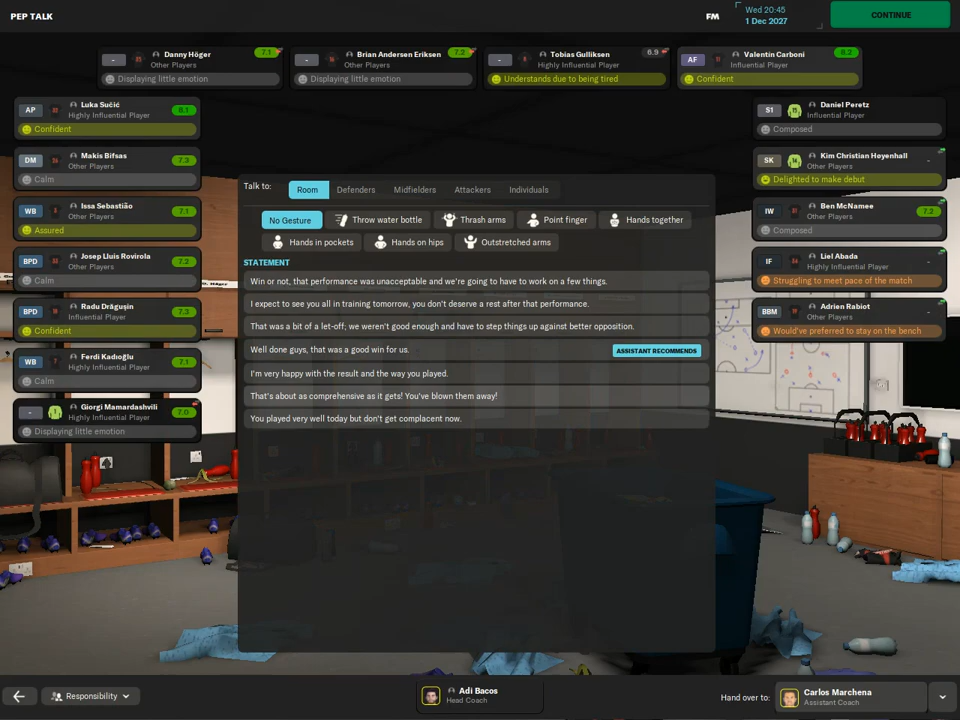 PEP TALK
FM
Wed 20:45
1 Dec 2027
CONTINUE
Danny Höger
Other Players
7.1
Displaying little emotion
Brian Andersen Eriksen
Other Players
7.2
Displaying little emotion
Tobias Gulliksen
Highly Influential Player
6.9
Understands due to being tired
AF
Valentín Carboni
Influential Player
8.2
Confident
AP
Luka Sučić
Highly Influential Player
8.1
Confident
DM
Makis Bifsas
Other Players
7.3
Calm
WB
Issa Sebastião
Other Players
7.1
Assured
BPD
Josep Lluis Rovirola
Other Players
7.2
Calm
BPD
Radu Drăgușin
Influential Player
7.3
Confident
WB
Ferdi Kadıoğlu
Highly Influential Player
7.1
Calm
Giorgi Mamardashvili
Highly Influential Player
7.0
Displaying little emotion
S1
Daniel Peretz
Influential Player
Composed
SK
Kim Christian Høyenhall
Other Players
-
Delighted to make debut
IW
Ben McNamee
Other Players
7.2
Composed
IF
Liel Abada
Highly Influential Player
-
Struggling to meet pace of the match
BBM
Adrien Rabiot
Other Players
-
Would've preferred to stay on the bench
Talk to:
Room
Defenders
Midfielders
Attackers
Individuals
No Gesture
Throw water bottle
Thrash arms
Point finger
Hands together
Hands in pockets
Hands on hips
Outstretched arms
STATEMENT
Win or not, that performance was unacceptable and we're going to have to work on a few things.
I expect to see you all in training tomorrow, you don't deserve a rest after that performance.
That was a bit of a let-off; we weren't good enough and have to step things up against better opposition.
Well done guys, that was a good win for us.
ASSISTANT RECOMMENDS
I'm very happy with the result and the way you played.
That's about as comprehensive as it gets! You've blown them away!
You played very well today but don't get complacent now.
Responsibility
Adi Bacos
Head Coach
Hand over to:
Carlos Marchena
Assistant Coach